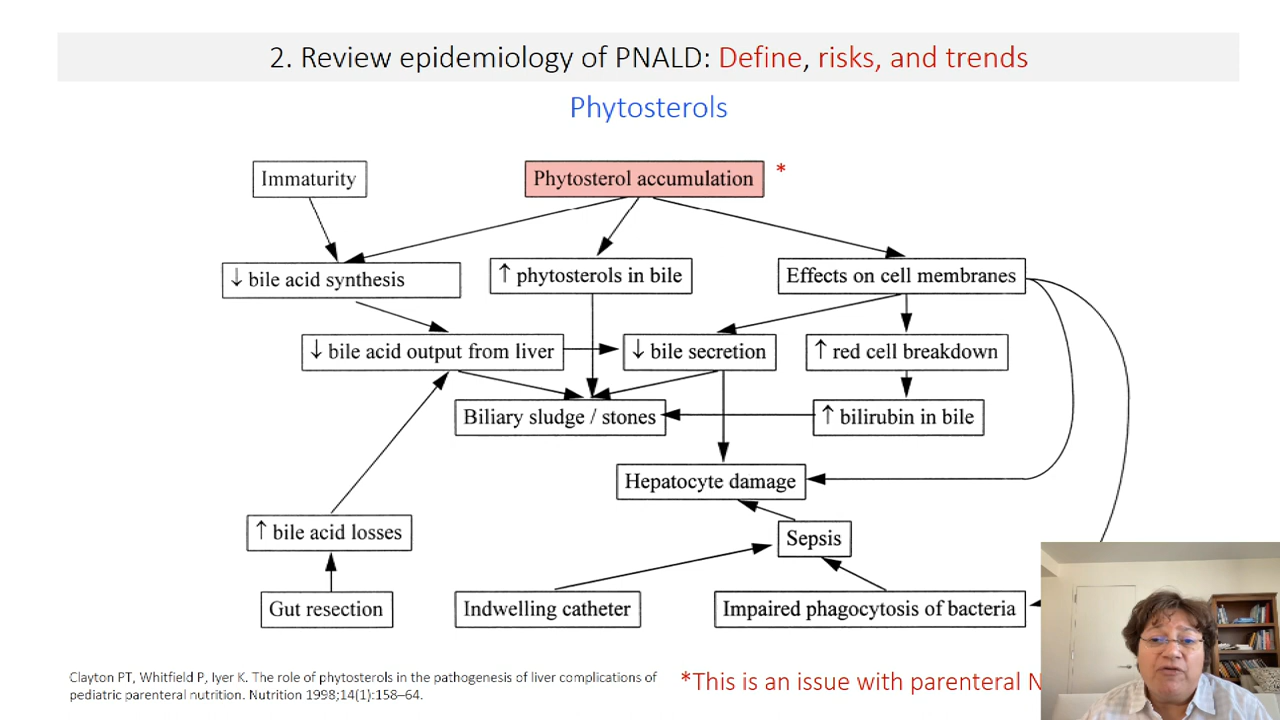 2. Review epidemiology of PNALD: Define, risks, and trends
Phytosterols
Immaturity
Phytosterol accumulation *
↓ bile acid synthesis
↑ phytosterols in bile
Effects on cell membranes
↓ bile acid output from liver
↓ bile secretion
↑ red cell breakdown
Biliary sludge / stones
↑ bilirubin in bile
Hepatocyte damage
↑ bile acid losses
Sepsis
Gut resection
Indwelling catheter
Impaired phagocytosis of bacteria
Clayton PT, Whitfield P, Iyer K. The role of phytosterols in the pathogenesis of liver complications of
pediatric parenteral nutrition. Nutrition 1998;14(1):158–64.
*This is an issue with parenteral N